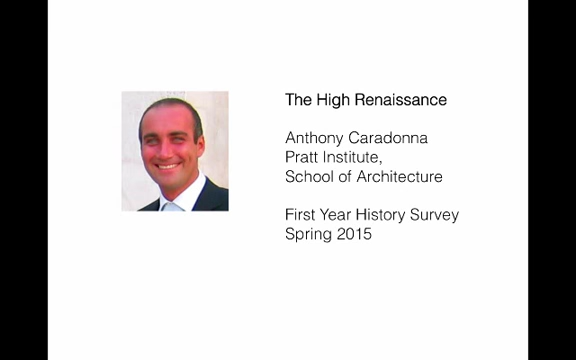 The High Renaissance
Anthony Caradonna
Pratt Institute,
School of Architecture
First Year History Survey
Spring 2015